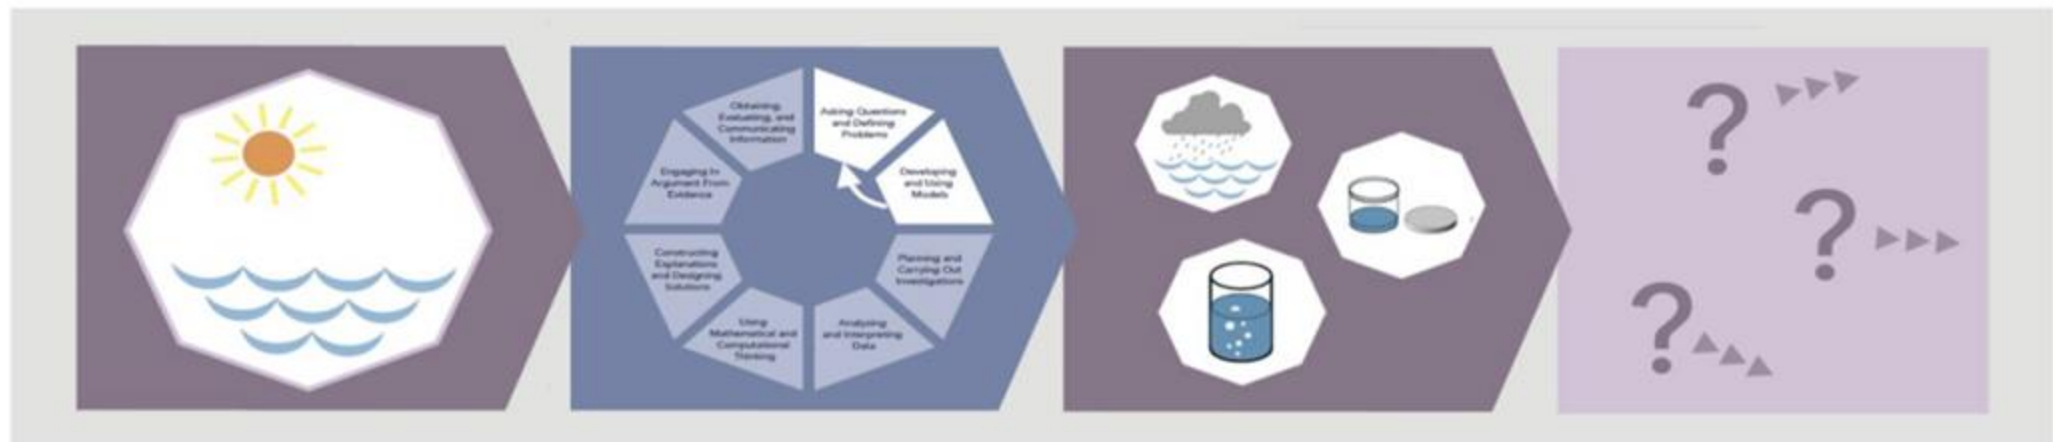 Obtaining,
Evaluating, and
Communicating
Information
Asking Questions
and Defining
Problems
Engaging In
Argument From
Evidence
Developing
and Using
Models
Constructing
Explanations
and Designing
Solutions
Planning and
Carrying Out
Investigations
Using
Mathematical and
Computational
Thinking
Analyzing
and Interpreting
Data
?
?
?